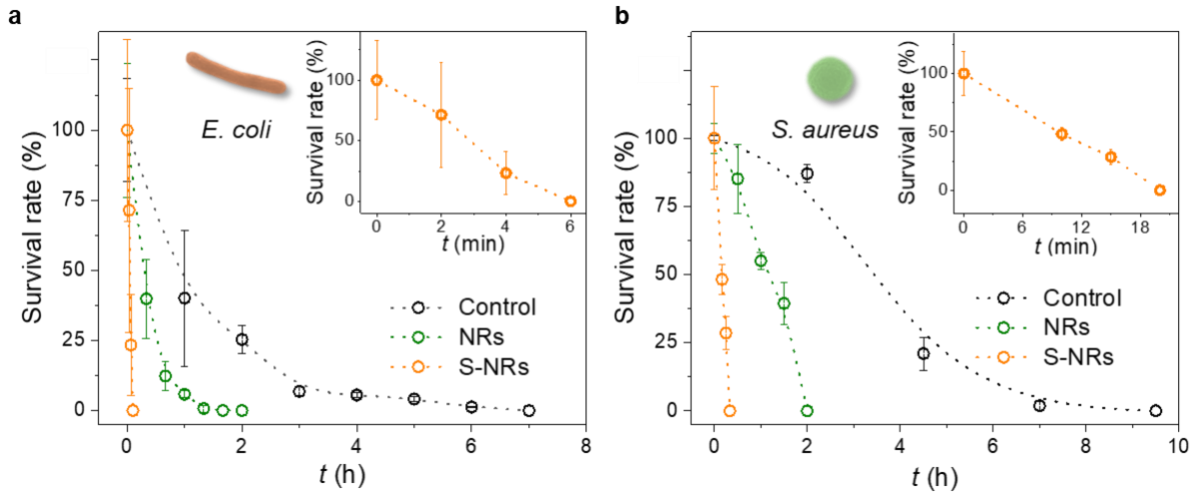 a
Survival rate (%)
100
75
50
25
0
0 2 4 6 8
t (h)
E. coli
Control
NRs
S-NRs
Survival rate (%)
100
50
0
0 2 4 6
t (min)
b
Survival rate (%)
100
75
50
25
0
0 2 4 6 8 10
t (h)
S. aureus
Control
NRs
S-NRs
Survival rate (%)
100
50
0
0 6 12 18
t (min)